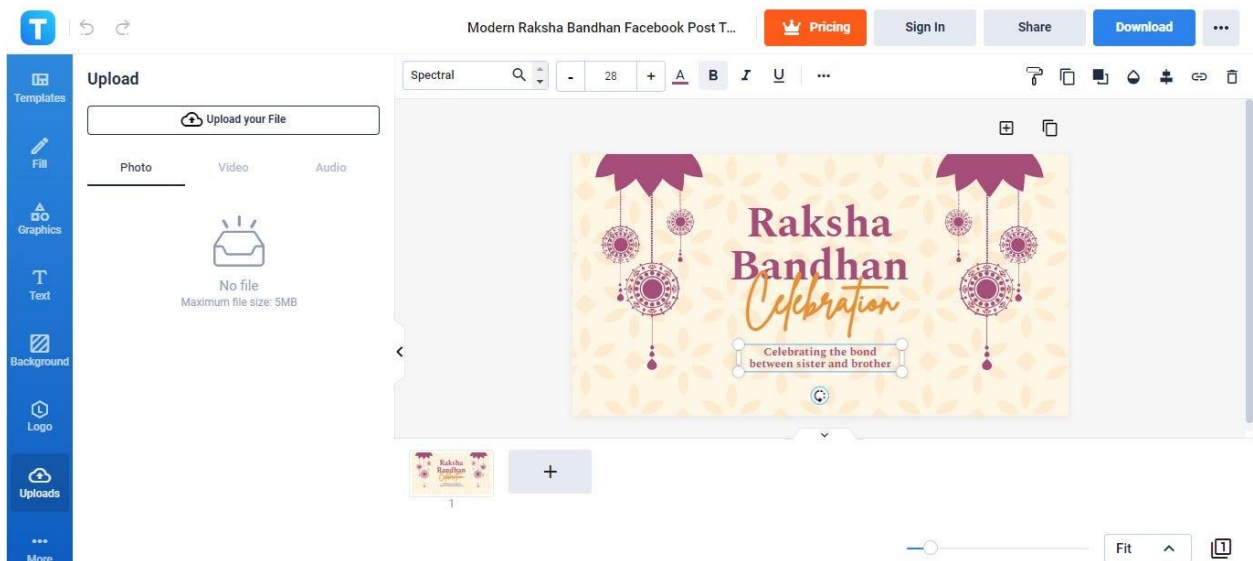 T
Modern Raksha Bandhan Facebook Post T...
Pricing
Sign In
Share
Download
Templates
Fill
Graphics
T
Text
Background
L
Logo
Uploads
More
Upload
Upload your File
Photo
Video
Audio
No file
Maximum file size: 5MB
Spectral
- 28 + A B I U
Raksha
Bandhan
Celebration
Celebrating the bond
between sister and brother
Raksha
Bandhan
Celebration
+
1
Fit
1